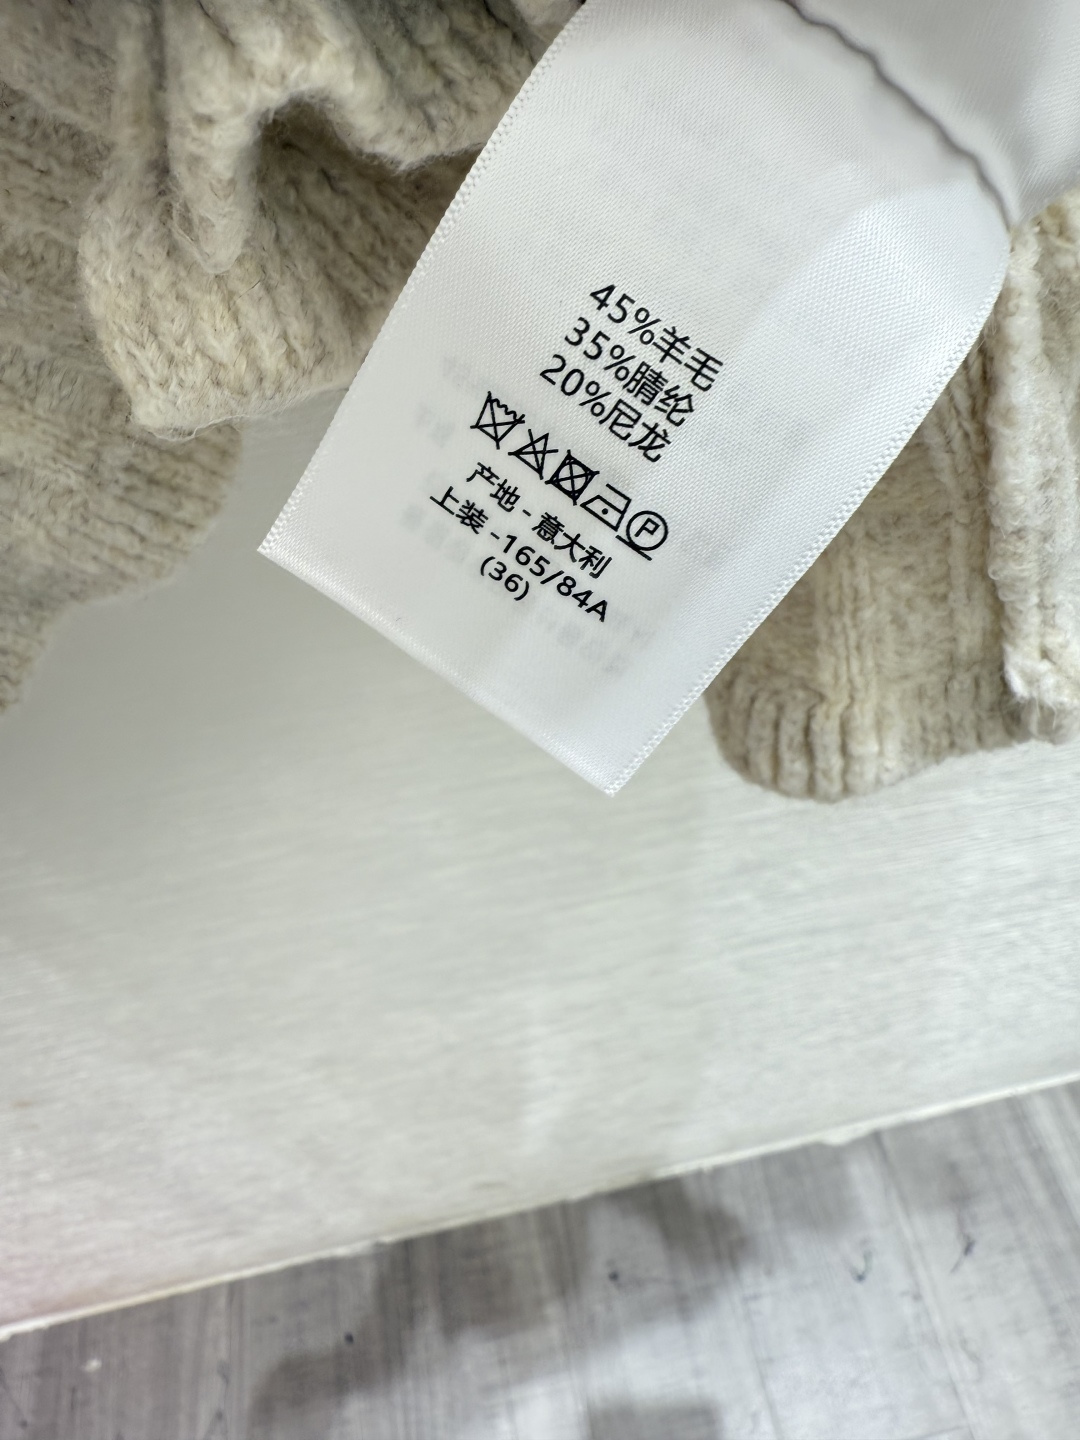 45%羊毛
35%腈纶
20%尼龙
P
产地 - 意大利
上装 -165/84A
(36)